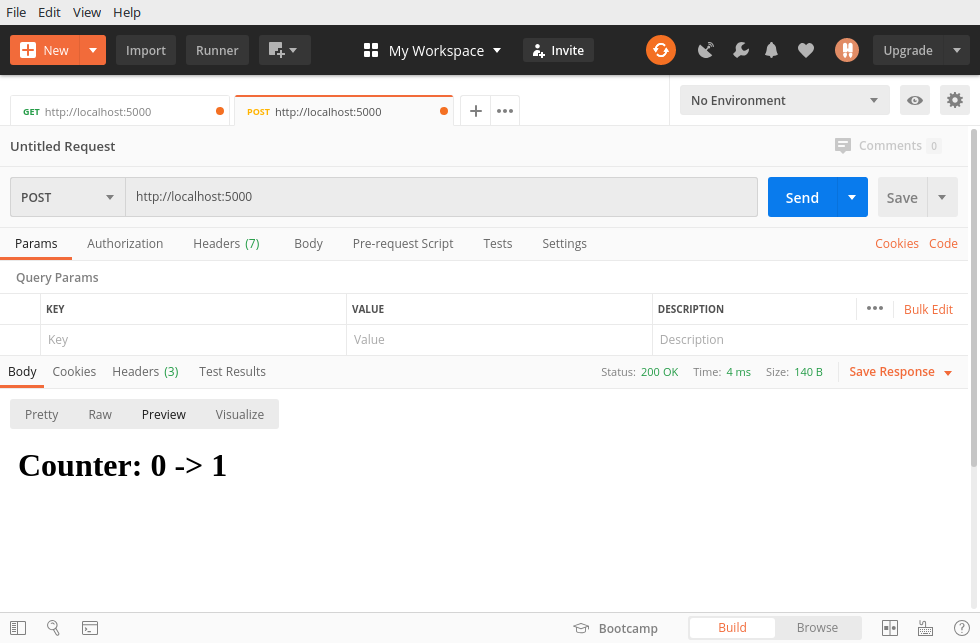 File Edit View Help
New Import Runner My Workspace Invite Upgrade
GET http://localhost:5000 POST http://localhost:5000 No Environment
Untitled Request Comments 0
POST http://localhost:5000 Send Save
Params Authorization Headers (7) Body Pre-request Script Tests Settings Cookies Code
Query Params
KEY VALUE DESCRIPTION Bulk Edit
Key Value Description
Body Cookies Headers (3) Test Results Status: 200 OK Time: 4 ms Size: 140 B Save Response
Pretty Raw Preview Visualize
Counter: 0 -> 1
Bootcamp Build Browse